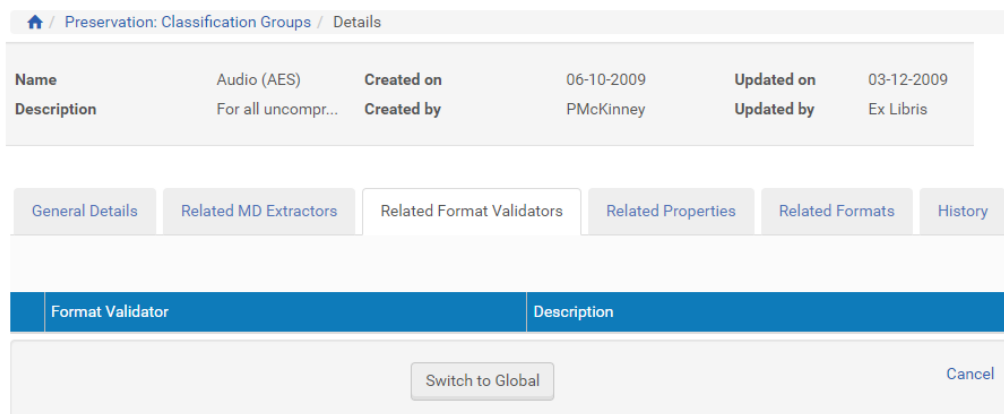 / Preservation: Classification Groups / Details
Name Audio (AES) Created on 06-10-2009 Updated on 03-12-2009
Description For all uncompr... Created by PMcKinney Updated by Ex Libris
General Details Related MD Extractors Related Format Validators Related Properties Related Formats History
Format Validator Description
Switch to Global Cancel